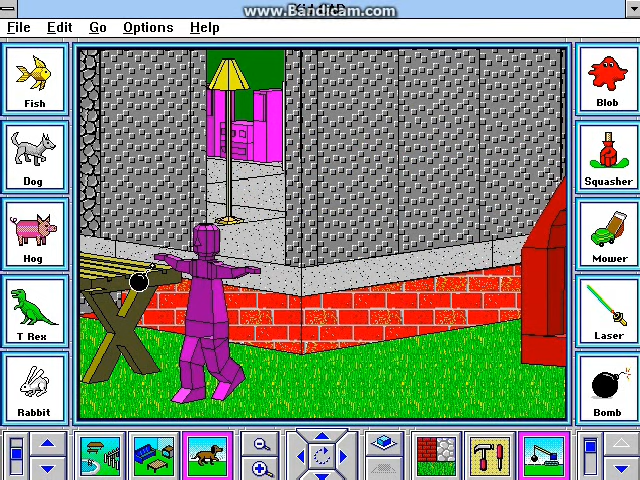 www.Bandicam.com
File Edit Go Options Help
Fish
Blob
Dog
Squasher
Hog
Mower
T Rex
Laser
Rabbit
Bomb